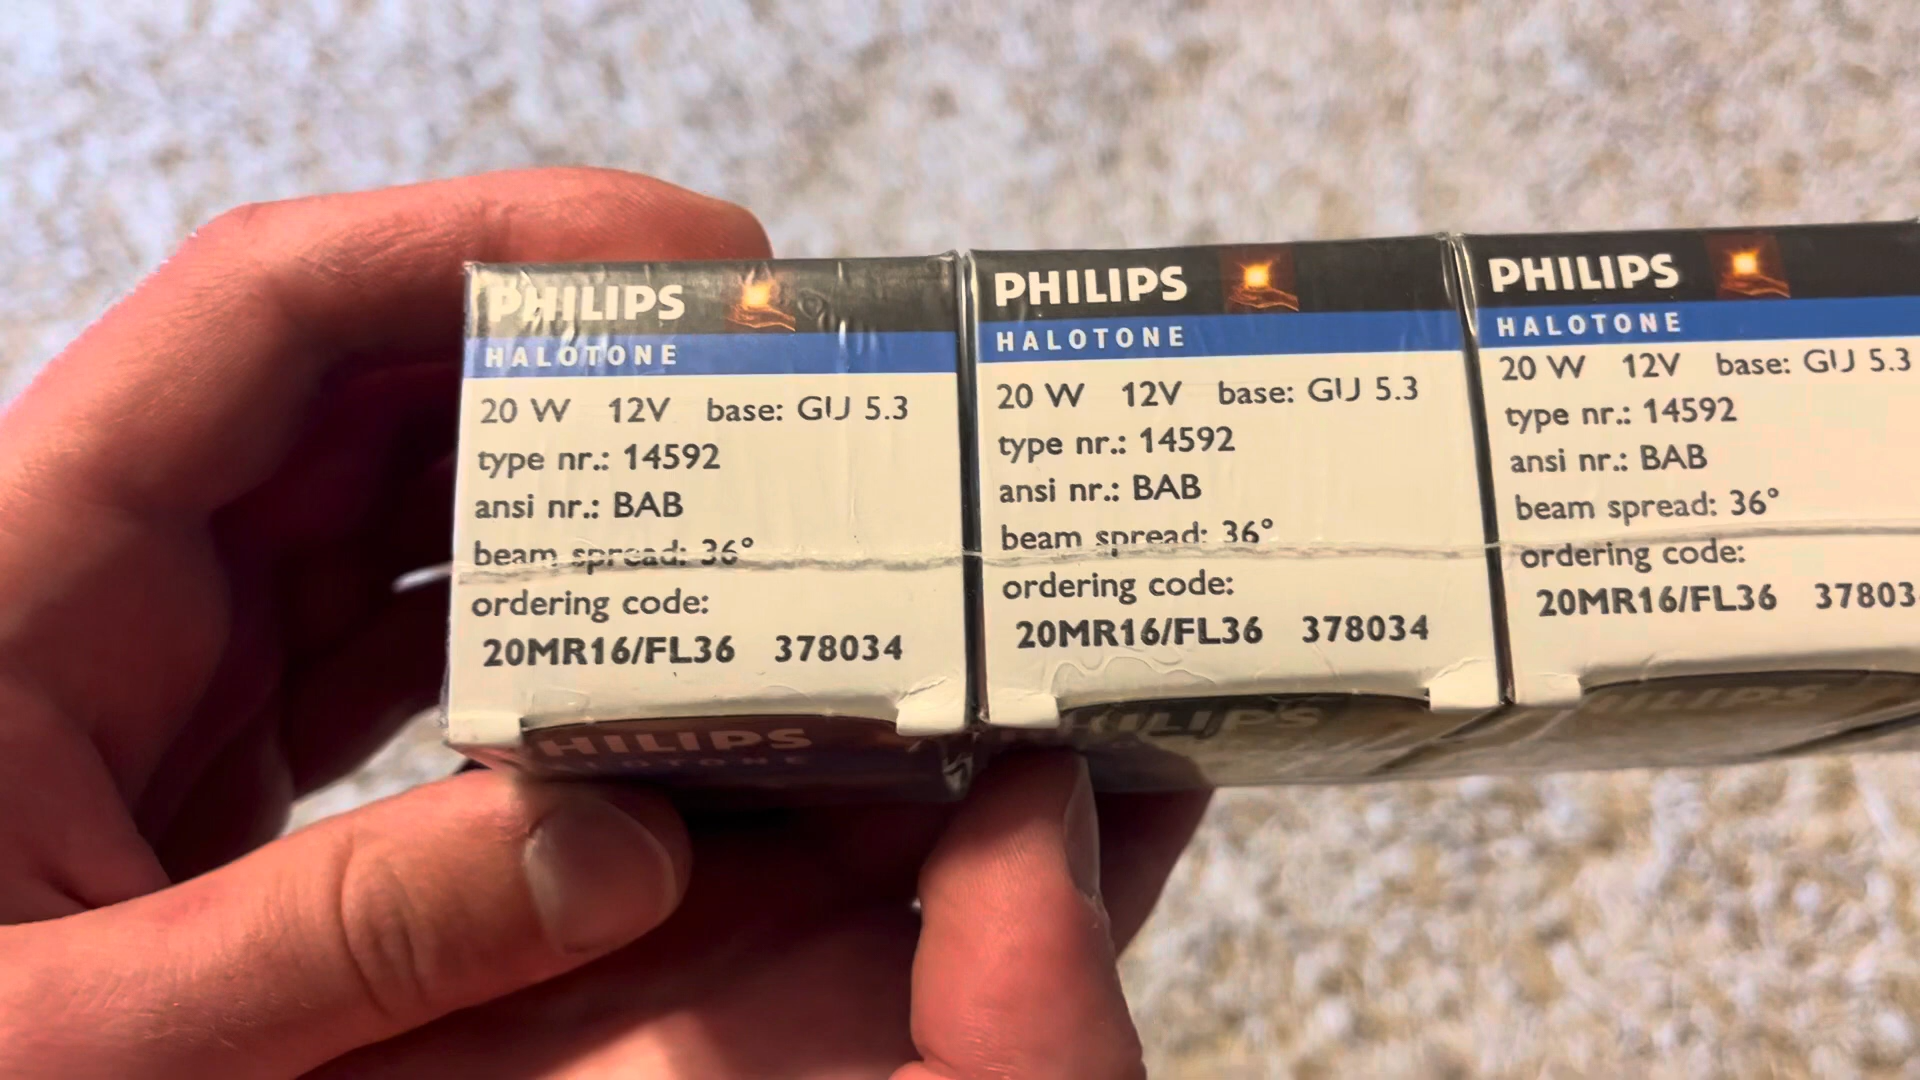 PHILIPS
HALOTONE
20 W 12V base: GU 5.3
type nr.: 14592
ansi nr.: BAB
beam spread: 36°
ordering code:
20MR16/FL36 378034
PHILIPS
HALOTONE
PHILIPS
HALOTONE
20 W 12V base: GU 5.3
type nr.: 14592
ansi nr.: BAB
beam spread: 36°
ordering code:
20MR16/FL36 378034
PHILIPS
PHILIPS
HALOTONE
20 W 12V base: GU 5.3
type nr.: 14592
ansi nr.: BAB
beam spread: 36°
ordering code:
20MR16/FL36 37803
PHILIPS